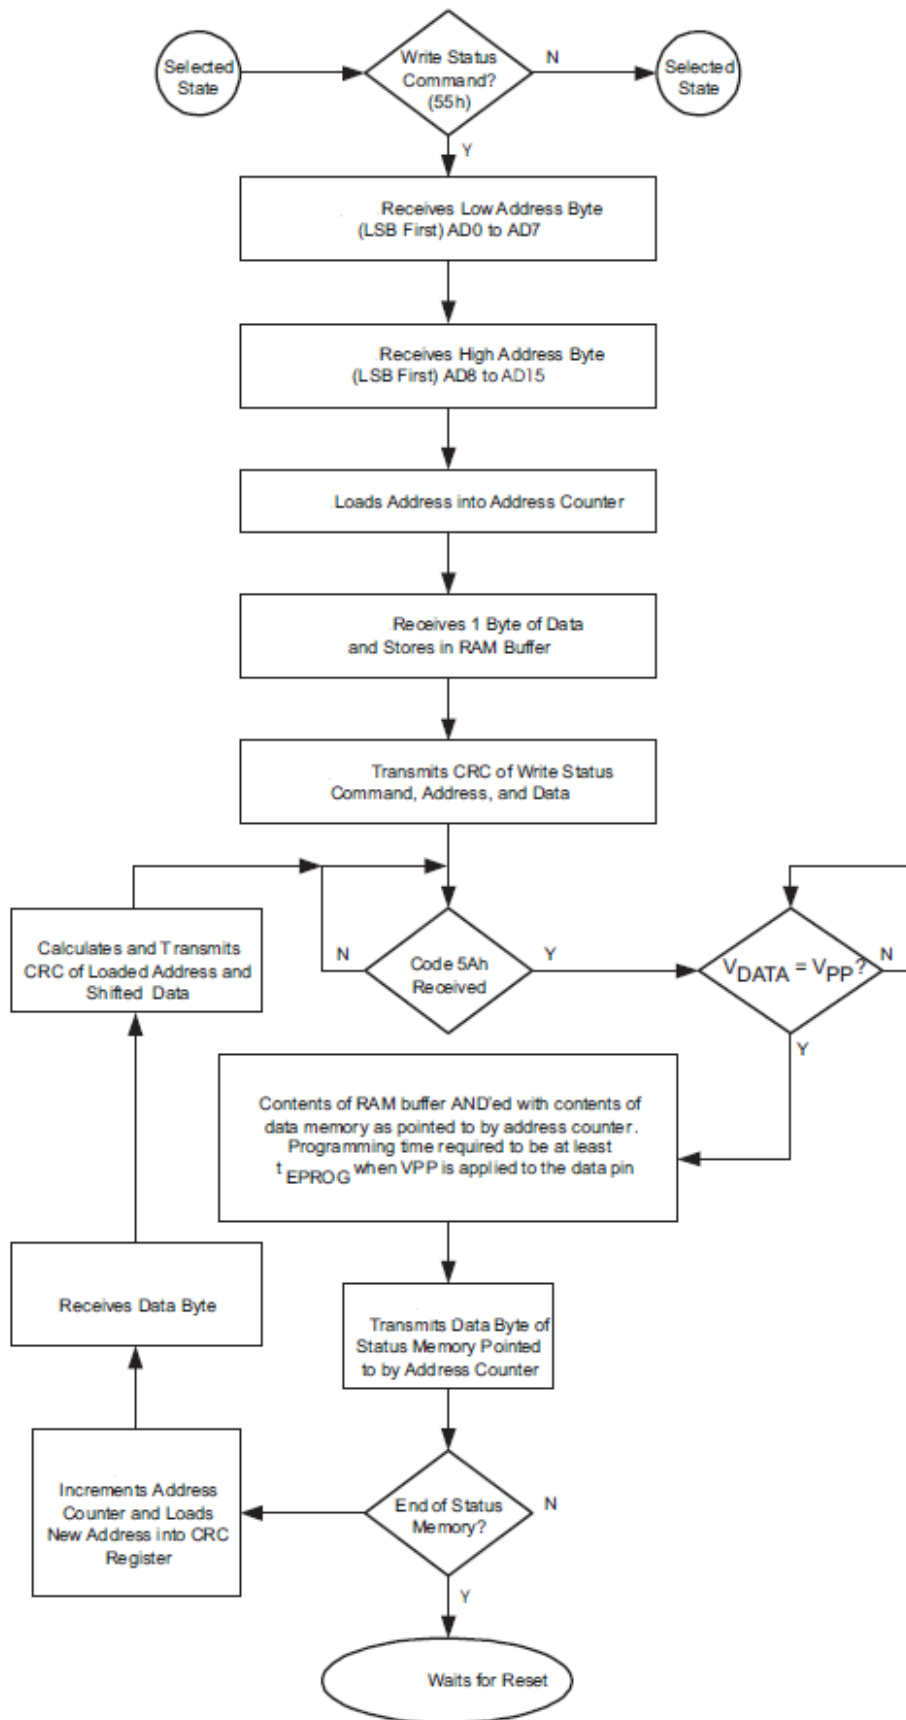 Selected
State
Write Status
Command?
(55h)
N
Selected
State
Y
Receives Low Address Byte
(LSB First) AD0 to AD7
Receives High Address Byte
(LSB First) AD8 to AD15
Loads Address into Address Counter
Receives 1 Byte of Data
and Stores in RAM Buffer
Transmits CRC of Write Status
Command, Address, and Data
Calculates and Transmits
CRC of Loaded Address and
Shifted Data
N
Code 5Ah
Received
Y
VDATA = VPP?
N
Y
Contents of RAM buffer AND'ed with contents of
data memory as pointed to by address counter.
Programming time required to be at least
tEPROG when VPP is applied to the data pin
Receives Data Byte
Transmits Data Byte of
Status Memory Pointed
to by Address Counter
Increments Address
Counter and Loads
New Address into CRC
Register
End of Status
Memory?
N
Y
Waits for Reset